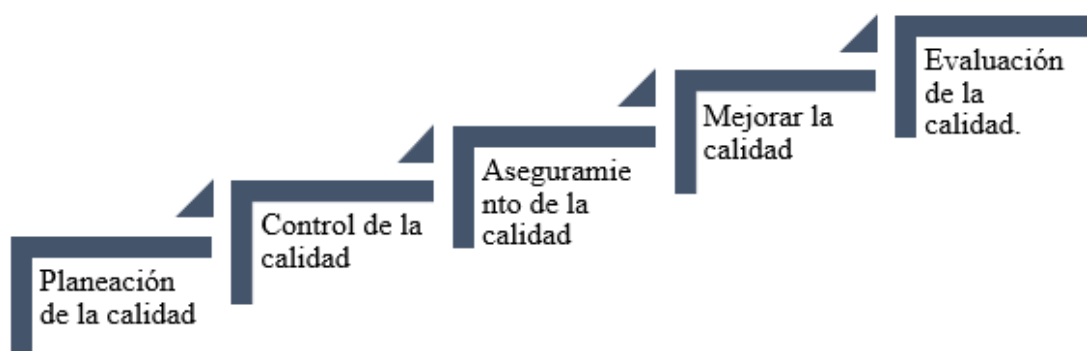 Planeación
de la calidad
Control de la
calidad
Aseguramie
nto de la
calidad
Mejorar la
calidad
Evaluación
de la
calidad.